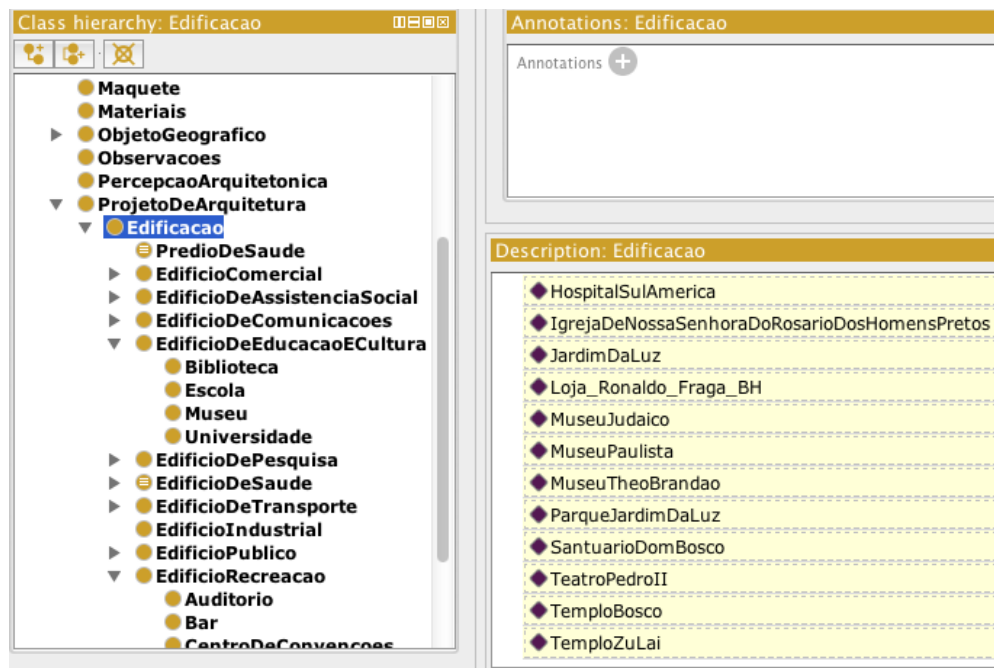 Class hierarchy: Edificacao
Maquete
Materiais
ObjetoGeografico
Observacoes
PercepcaoArquitetonica
ProjetoDeArquitetura
Edificacao
PredioDeSaude
EdificioComercial
EdificioDeAssistenciaSocial
EdificioDeComunicacoes
EdificioDeEducacaoECultura
Biblioteca
Escola
Museu
Universidade
EdificioDePesquisa
EdificioDeSaude
EdificioDeTransporte
EdificioIndustrial
EdificioPublico
EdificioRecreacao
Auditorio
Bar
CentroDeConvencoes
Annotations: Edificacao
Annotations
Description: Edificacao
HospitalSulAmerica
IgrejaDeNossaSenhoraDoRosarioDosHomensPretos
JardimDaLuz
Loja_Ronaldo_Fraga_BH
MuseuJudaico
MuseuPaulista
MuseuTheoBrandao
ParqueJardimDaLuz
SantuarioDomBosco
TeatroPedroII
TemploBosco
TemploZuLai